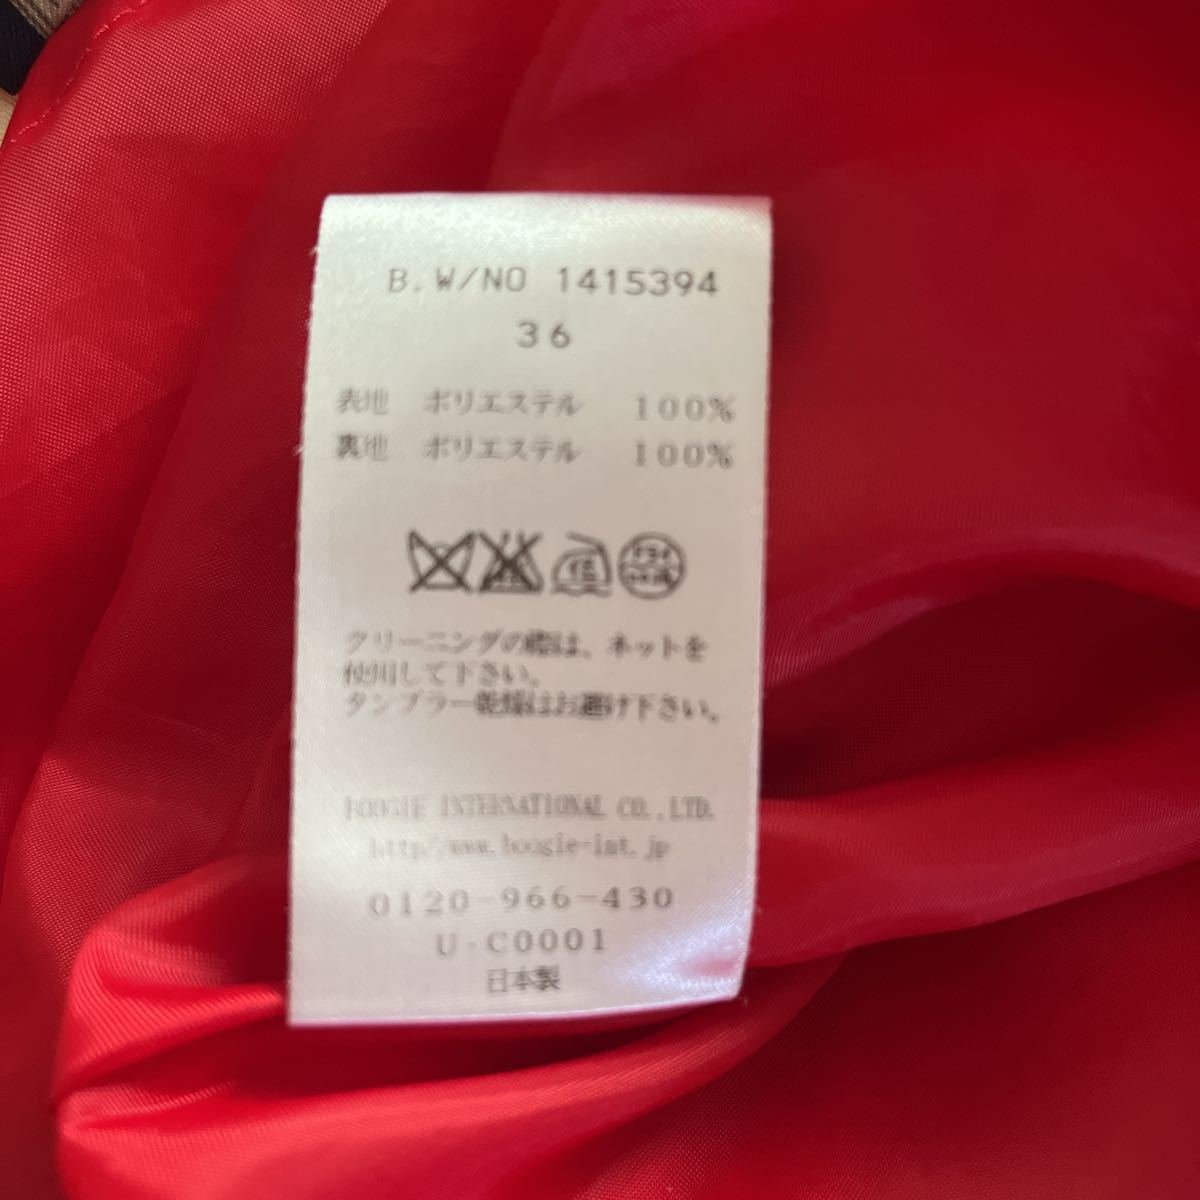 B.W/NO 1415394
36
表地 ポリエステル 100%
裏地 ポリエステル 100%
クリーニングの際は、ネットを
使用して下さい。
タンブラー乾燥はお避け下さい。
BOOGIE INTERNATIONAL CO.,LTD.
http//www.boogie-int.jp
0120-966-430
U・C0001
日本製